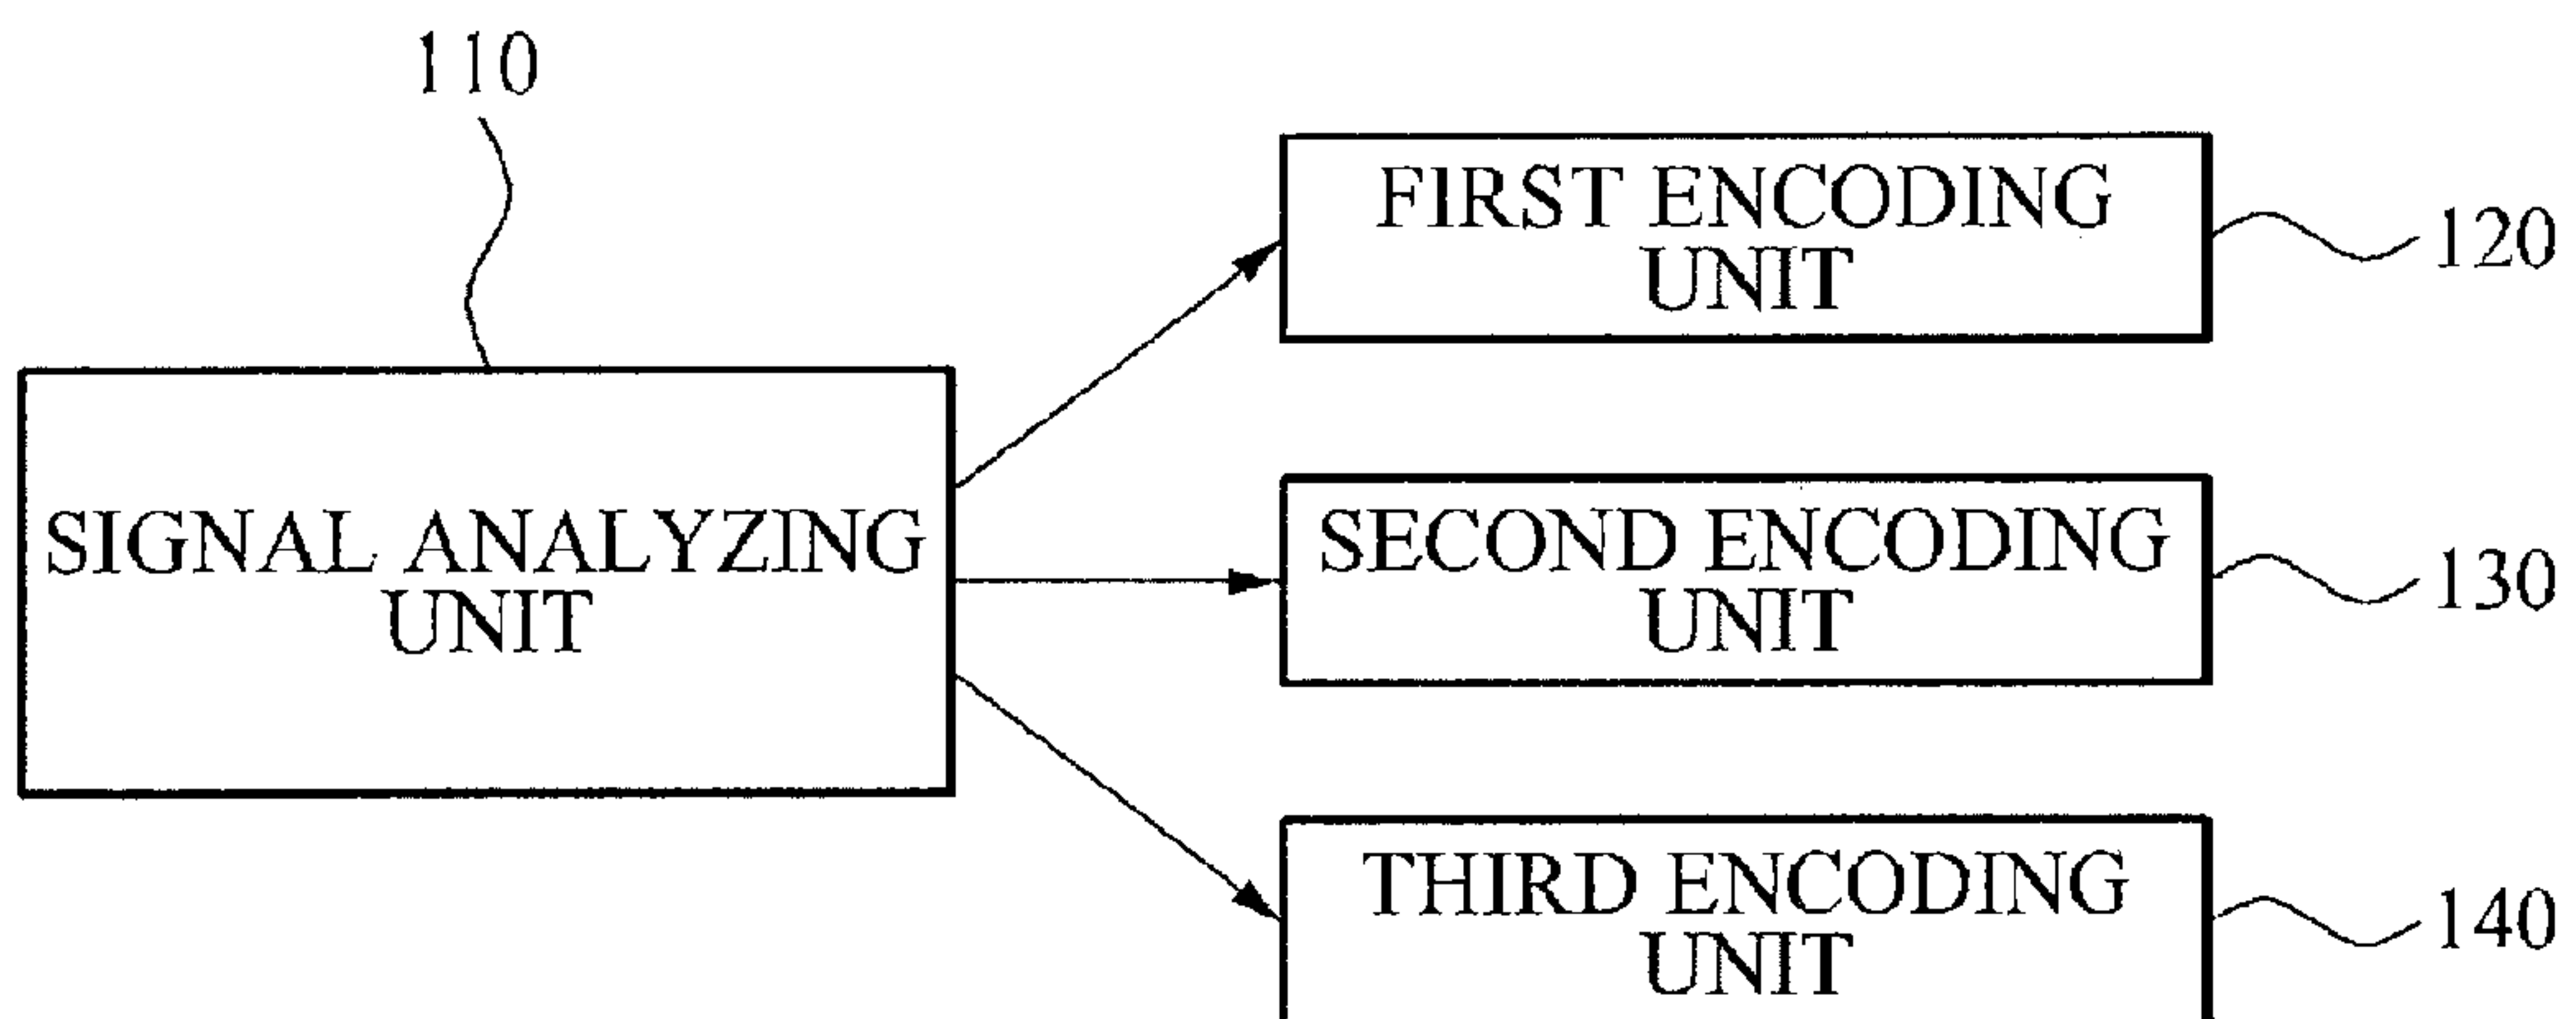 110
FIRST ENCODING
UNIT
120
SIGNAL ANALYZING
UNIT
SECOND ENCODING
UNIT
130
THIRD ENCODING
UNIT
140